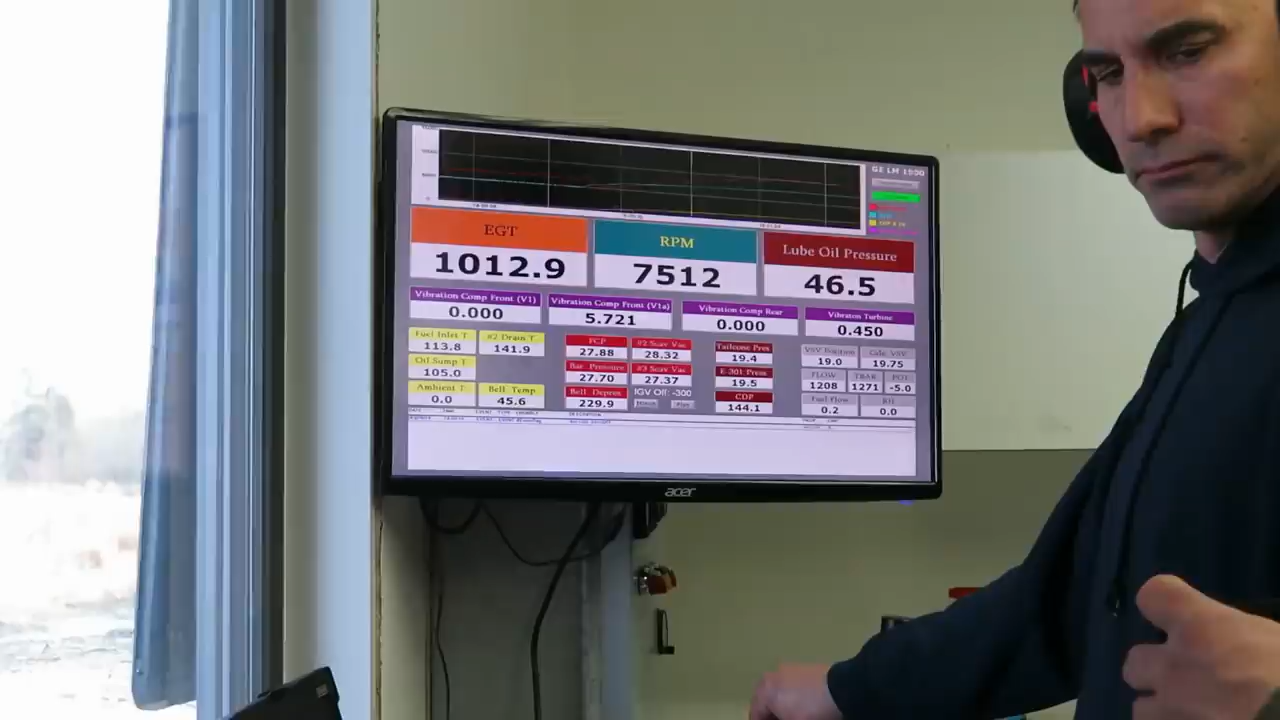 GE LM 1500
EGT RPM Lube Oil Pressure
1012.9 7512 46.5
Vibration Comp Front (V1) Vibration Comp Front (V1a) Vibration Comp Rear Vibraton Turbine
0.000 5.721 0.000 0.450
Fuel Inlet T #2 Drain T FCP #2 Scav Vac Tailcone Pres VSV Position Cdc VSV
113.8 141.9 27.88 28.32 19.4 19.0 19.75
Oil Sump T Bar. Pressure #3 Scav Vac E-301 Press FLOW TBAR POT
105.0 27.70 27.37 19.5 1208 1271 -5.0
Ambient T Bell Temp Bell Depres IGV Off: -300 CDP Fuel Flow
0.0 45.6 229.9 144.1 0.2 0.0
acer